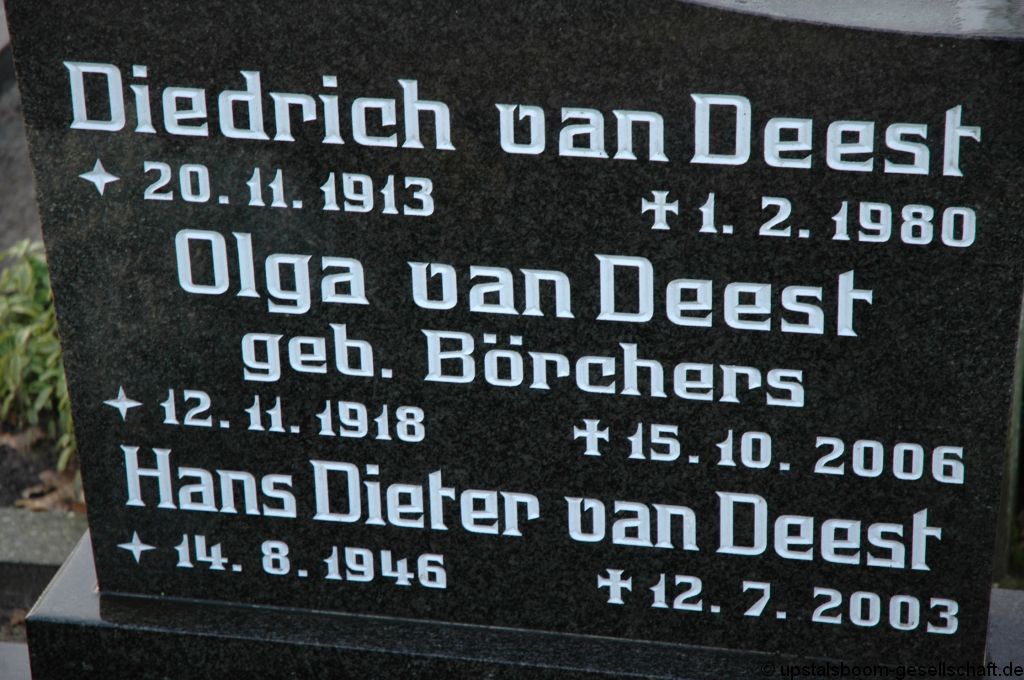 Diedrich van Deest
20. 11. 1913 1. 2. 1980
Olga van Deest
geb. Börchers
12. 11. 1918 15. 10. 2006
Hans Dieter van Deest
14. 8. 1946 12. 7. 2003
© upstalsboom-gesellschaft.de